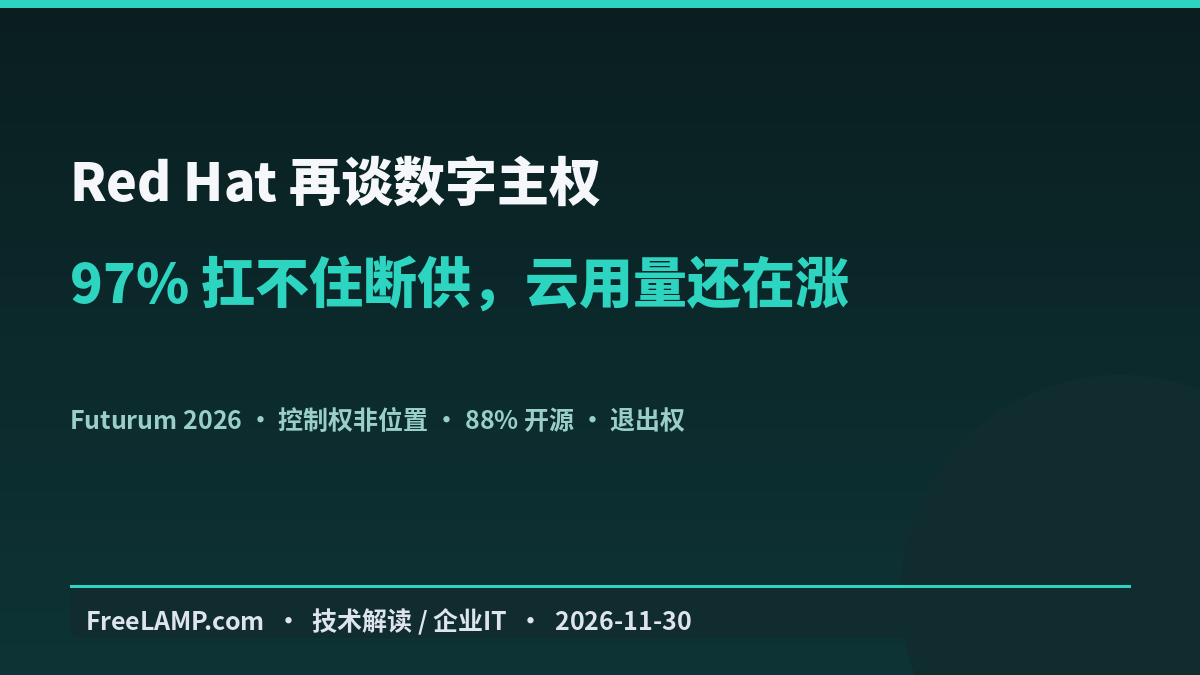 Red Hat 再谈数字主权
97% 扛不住断供，云用量还在涨
Futurum 2026 · 控制权非位置 · 88% 开源 · 退出权
FreeLAMP.com · 技术解读 / 企业IT · 2026-11-30